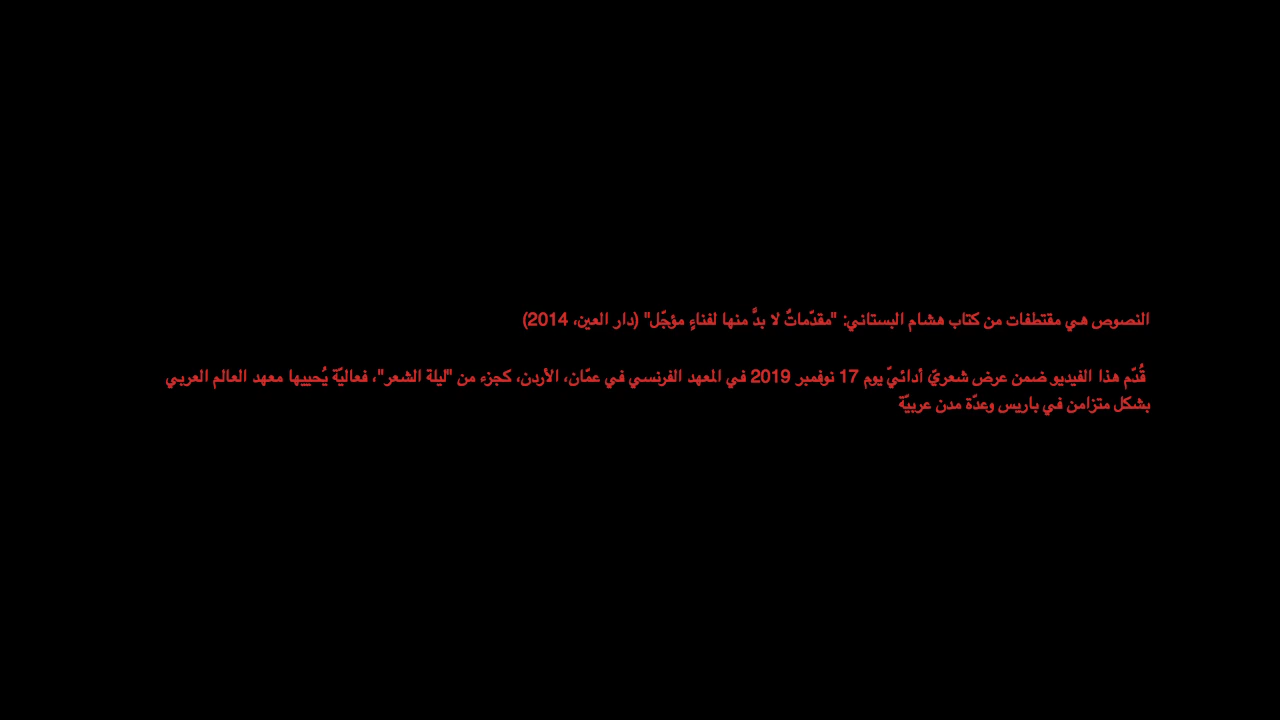 النصوص هي مقتطفات من كتاب هشام البستاني: "مقدّماتٌ لا بدَّ منها لفناءٍ مؤجّل" (دار العين، 2014)
قُدّم هذا الفيديو ضمن عرض شعريّ أدائيّ يوم 17 نوفمبر 2019 في المعهد الفرنسي في عمّان، الأردن، كجزء من "ليلة الشعر"، فعاليّة يُحييها معهد العالم العربي
بشكل متزامن في باريس وعدّة مدن عربيّة